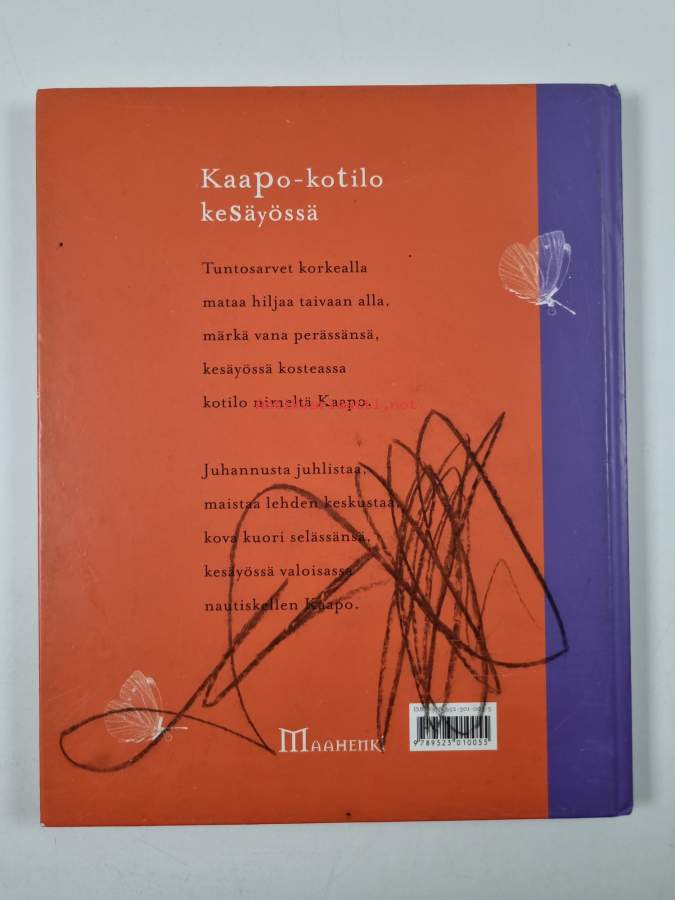 Kaapo-kotilo
kesäyössä
Tuntosarvet korkealla
mataa hiljaa taivaan alla,
märkä vana perässänsä,
kesäyössä kosteassa
kotilo nimeltä Kaapo.
Juhannusta juhlistaa,
maistaa lehden keskustaa,
kova kuori selässänsä,
kesäyössä valoisassa
nautiskellen Kaapo.
MAAHENKI
9789523010055